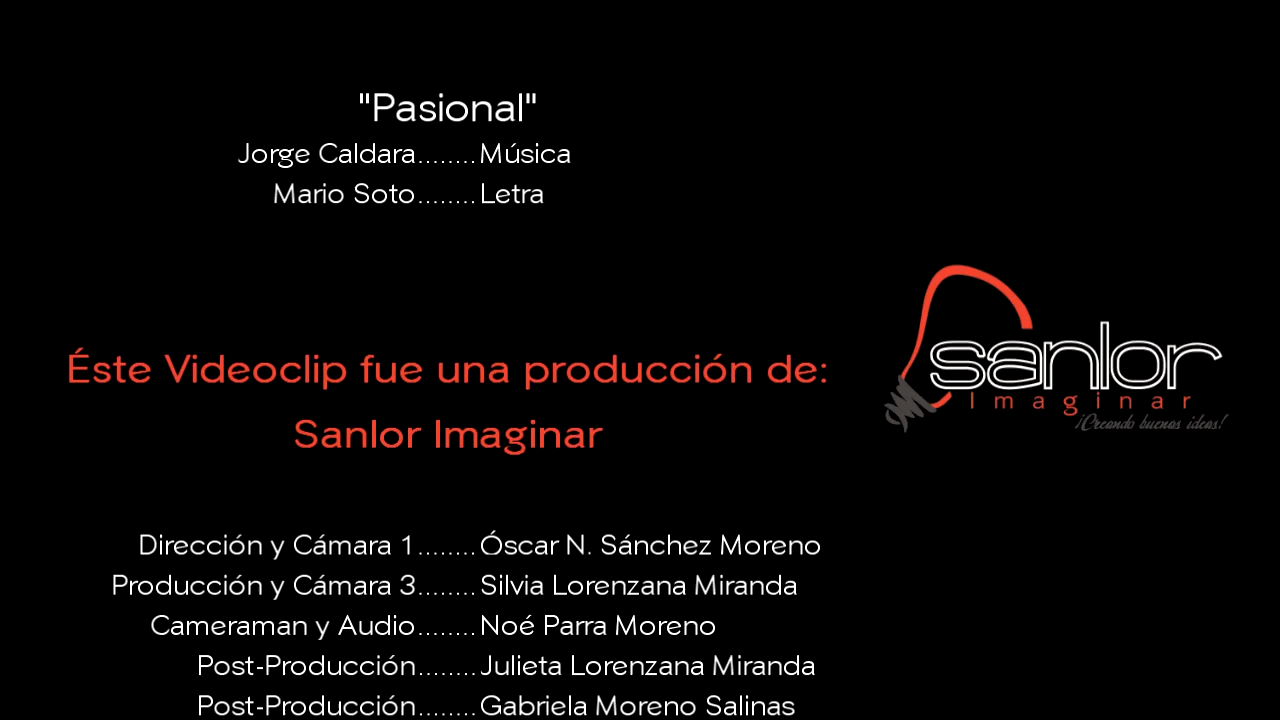 "Pasional"
Jorge Caldara........Música
Mario Soto........Letra
Éste Videoclip fue una producción de:
Sanlor Imaginar
sanlor
Imaginar
¡Creando buenas ideas!
Dirección y Cámara 1........Óscar N. Sánchez Moreno
Producción y Cámara 3........Silvia Lorenzana Miranda
Cameraman y Audio........Noé Parra Moreno
Post-Producción........Julieta Lorenzana Miranda
Post-Producción........Gabriela Moreno Salinas